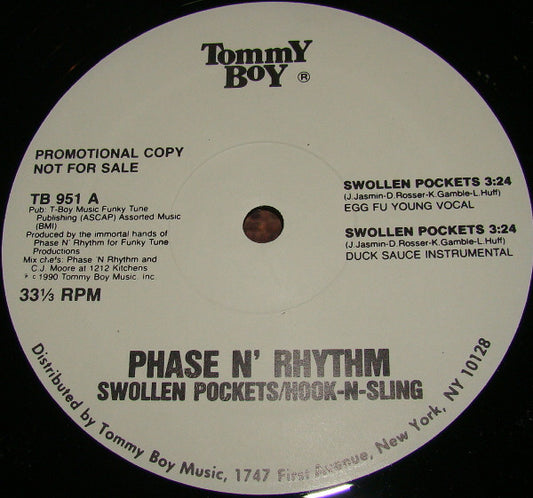 Tommy
Boy ®
PROMOTIONAL COPY
NOT FOR SALE
TB 951 A
Pub: T-Boy Music Funky Tune
Publishing (ASCAP) Assorted Music
(BMI)
Produced by the immortal hands of
Phase N' Rhythm for Funky Tune
Productions
Mix chefs: Phase 'N Rhythm and
C.J. Moore at 1212 Kitchens
℗ © 1990 Tommy Boy Music, Inc.
33⅓ RPM
SWOLLEN POCKETS 3:24
(J.Jasmin-D.Rosser-K.Gamble-L.Huff)
EGG FU YOUNG VOCAL
SWOLLEN POCKETS 3:24
(J.Jasmin-D.Rosser-K.Gamble-L.Huff)
DUCK SAUCE INSTRUMENTAL
PHASE N' RHYTHM
SWOLLEN POCKETS/HOOK-N-SLING
Distributed by Tommy Boy Music, 1747 First Avenue, New York, NY 10128